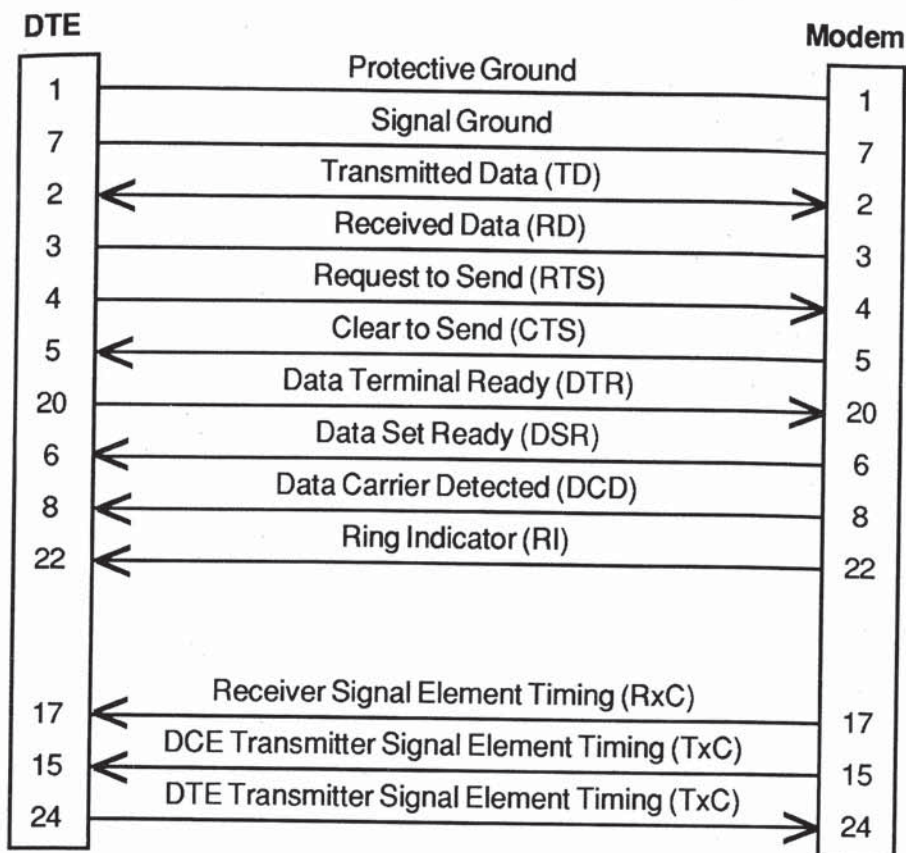 DTE
Modem
1 Protective Ground 1
7 Signal Ground 7
2 Transmitted Data (TD) 2
3 Received Data (RD) 3
4 Request to Send (RTS) 4
5 Clear to Send (CTS) 5
20 Data Terminal Ready (DTR) 20
6 Data Set Ready (DSR) 6
8 Data Carrier Detected (DCD) 8
22 Ring Indicator (RI) 22
17 Receiver Signal Element Timing (RxC) 17
15 DCE Transmitter Signal Element Timing (TxC) 15
24 DTE Transmitter Signal Element Timing (TxC) 24